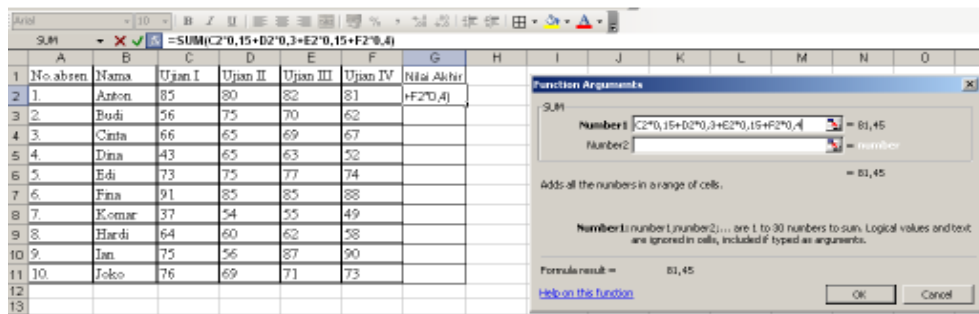 Arial 10 B I U
SUM =SUM(C2*0,15+D2*0,3+E2*0,15+F2*0,4)
A B C D E F G H I J K L M N O
1 No.absen Nama Ujian I Ujian II Ujian III Ujian IV Nilai Akhir
2 1. Anton 85 80 82 81 +F2*0,4)
3 2. Budi 56 75 70 62
4 3. Cinta 66 65 69 67
5 4. Dina 43 65 63 52
6 5. Edi 73 75 77 74
7 6. Fina 91 85 85 88
8 7. Komar 37 54 55 49
9 8. Hardi 64 60 62 58
10 9. Ian 75 56 87 90
11 10. Joko 76 69 71 73
12
13
Function Arguments
SUM
Number1 C2*0,15+D2*0,3+E2*0,15+F2*0,4 = 81,45
Number2 = number
= 81,45
Adds all the numbers in a range of cells.
Number1: number1;number2;... are 1 to 30 numbers to sum. Logical values and text
are ignored in cells, included if typed as arguments.
Formula result = 81,45
Help on this function OK Cancel